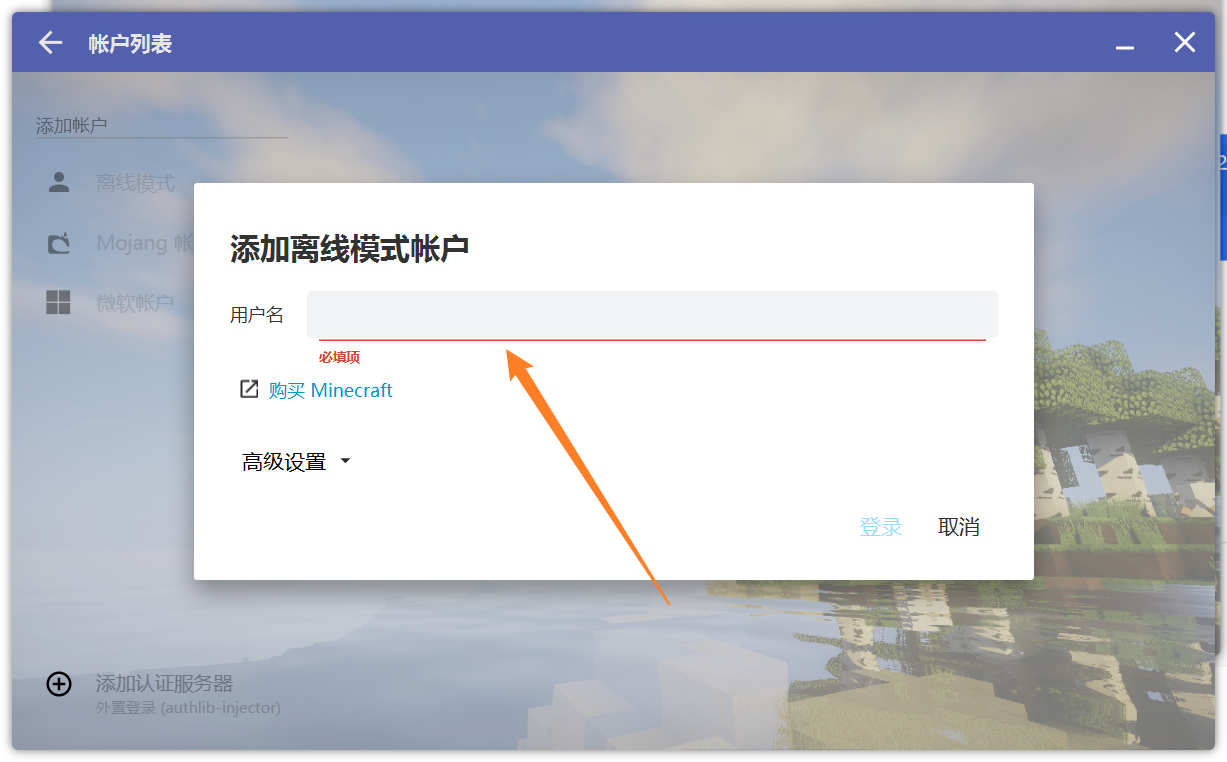 帐户列表
添加帐户
离线模式
Mojang 帐
微软帐户
添加离线模式帐户
用户名
必填项
购买 Minecraft
高级设置
登录
取消
添加认证服务器
外置登录 (authlib-injector)
2